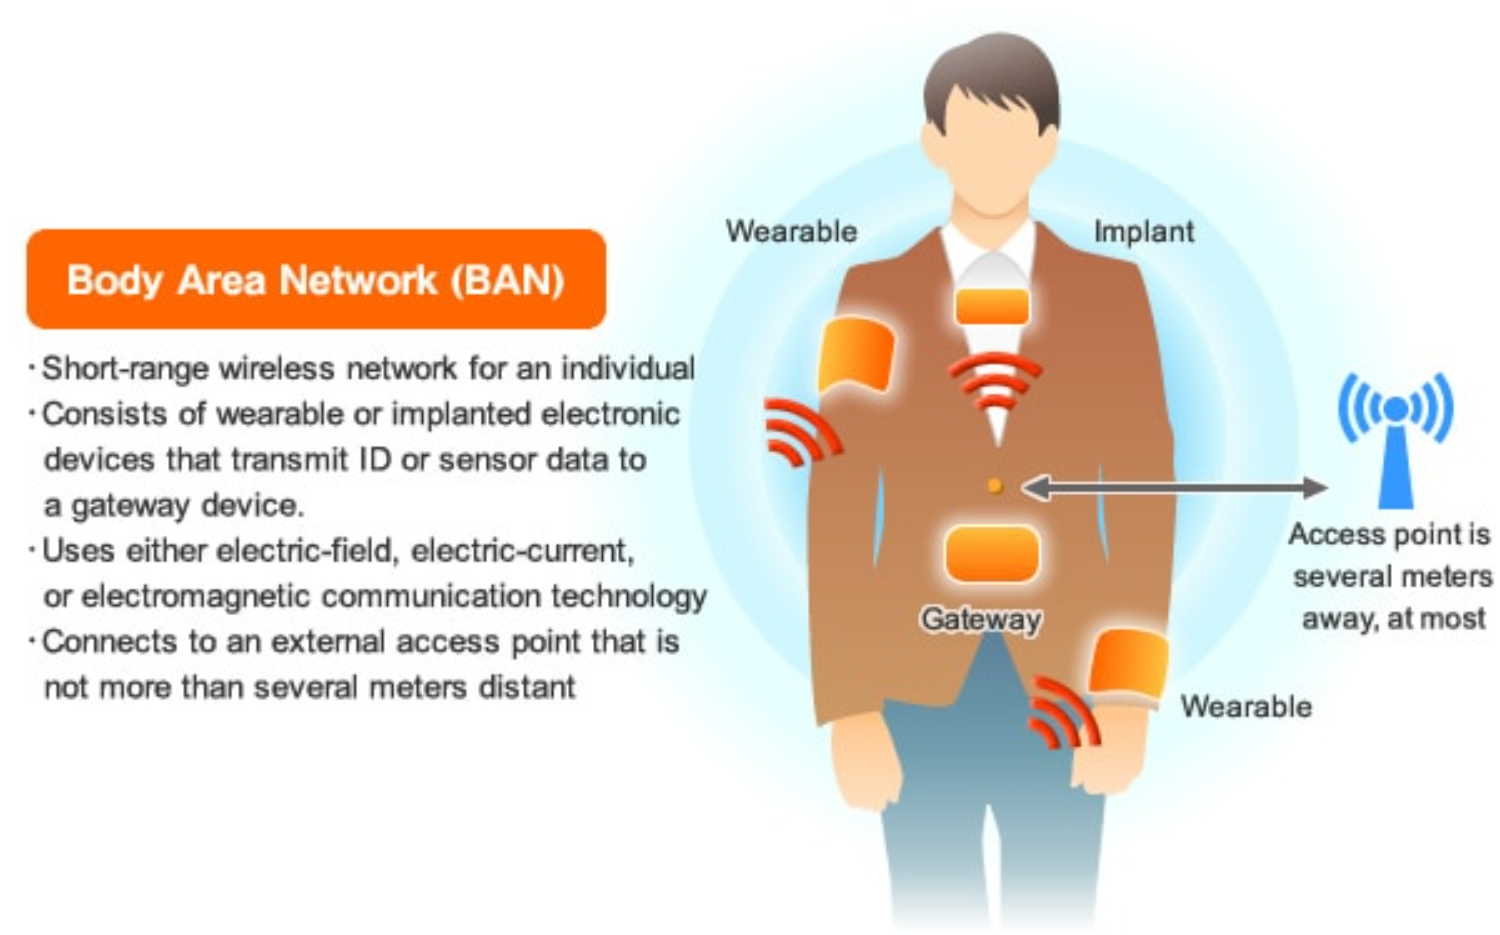 Body Area Network (BAN)
· Short-range wireless network for an individual
· Consists of wearable or implanted electronic
devices that transmit ID or sensor data to
a gateway device.
· Uses either electric-field, electric-current,
or electromagnetic communication technology
· Connects to an external access point that is
not more than several meters distant
Wearable
Implant
Gateway
Wearable
Access point is
several meters
away, at most